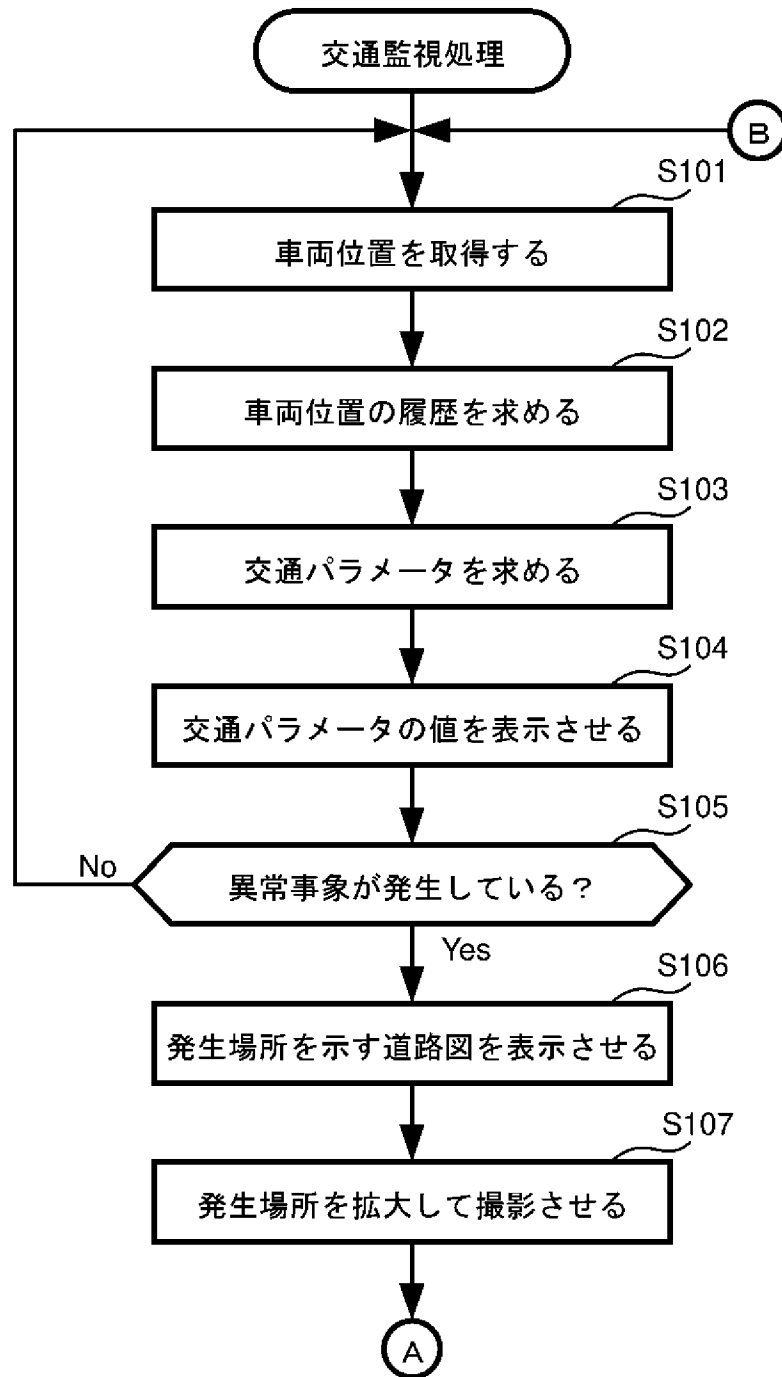 交通監視処理
B
S101
車両位置を取得する
S102
車両位置の履歴を求める
S103
交通パラメータを求める
S104
交通パラメータの値を表示させる
S105
No
異常事象が発生している？
Yes
S106
発生場所を示す道路図を表示させる
S107
発生場所を拡大して撮影させる
A